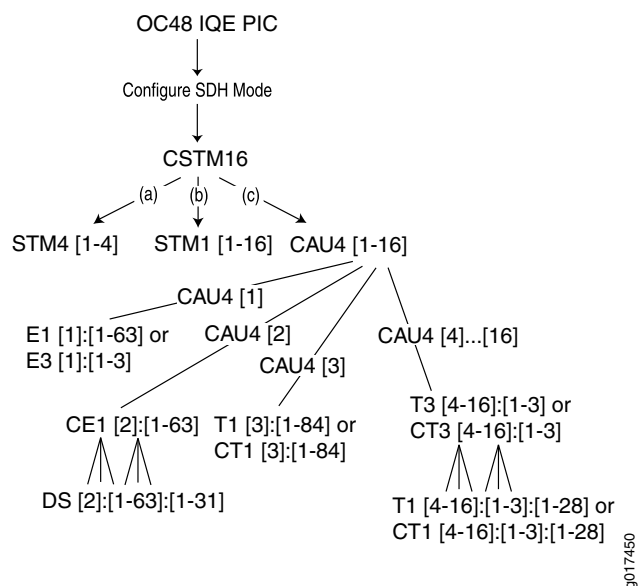 OC48 IQE PIC
Configure SDH Mode
CSTM16
(a) (b) (c)
STM4 [1-4] STM1 [1-16] CAU4 [1-16]
CAU4 [1]
E1 [1]:[1-63] or
E3 [1]:[1-3]
CAU4 [2]
CAU4 [3]
CAU4 [4]...[16]
CE1 [2]:[1-63]
T1 [3]:[1-84] or
CT1 [3]:[1-84]
T3 [4-16]:[1-3] or
CT3 [4-16]:[1-3]
DS [2]:[1-63]:[1-31]
T1 [4-16]:[1-3]:[1-28] or
CT1 [4-16]:[1-3]:[1-28]
g017450